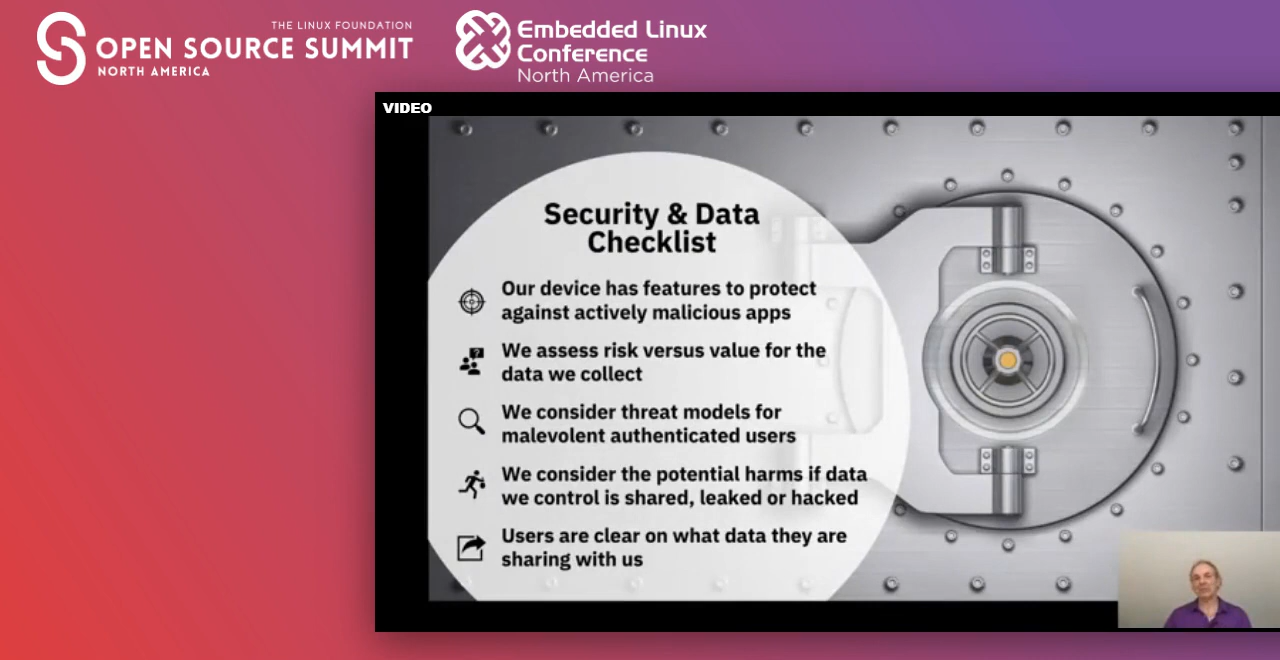 THE LINUX FOUNDATION
OPEN SOURCE SUMMIT
NORTH AMERICA
Embedded Linux
Conference
North America
VIDEO
Security & Data
Checklist
Our device has features to protect
against actively malicious apps
We assess risk versus value for the
data we collect
We consider threat models for
malevolent authenticated users
We consider the potential harms if data
we control is shared, leaked or hacked
Users are clear on what data they are
sharing with us